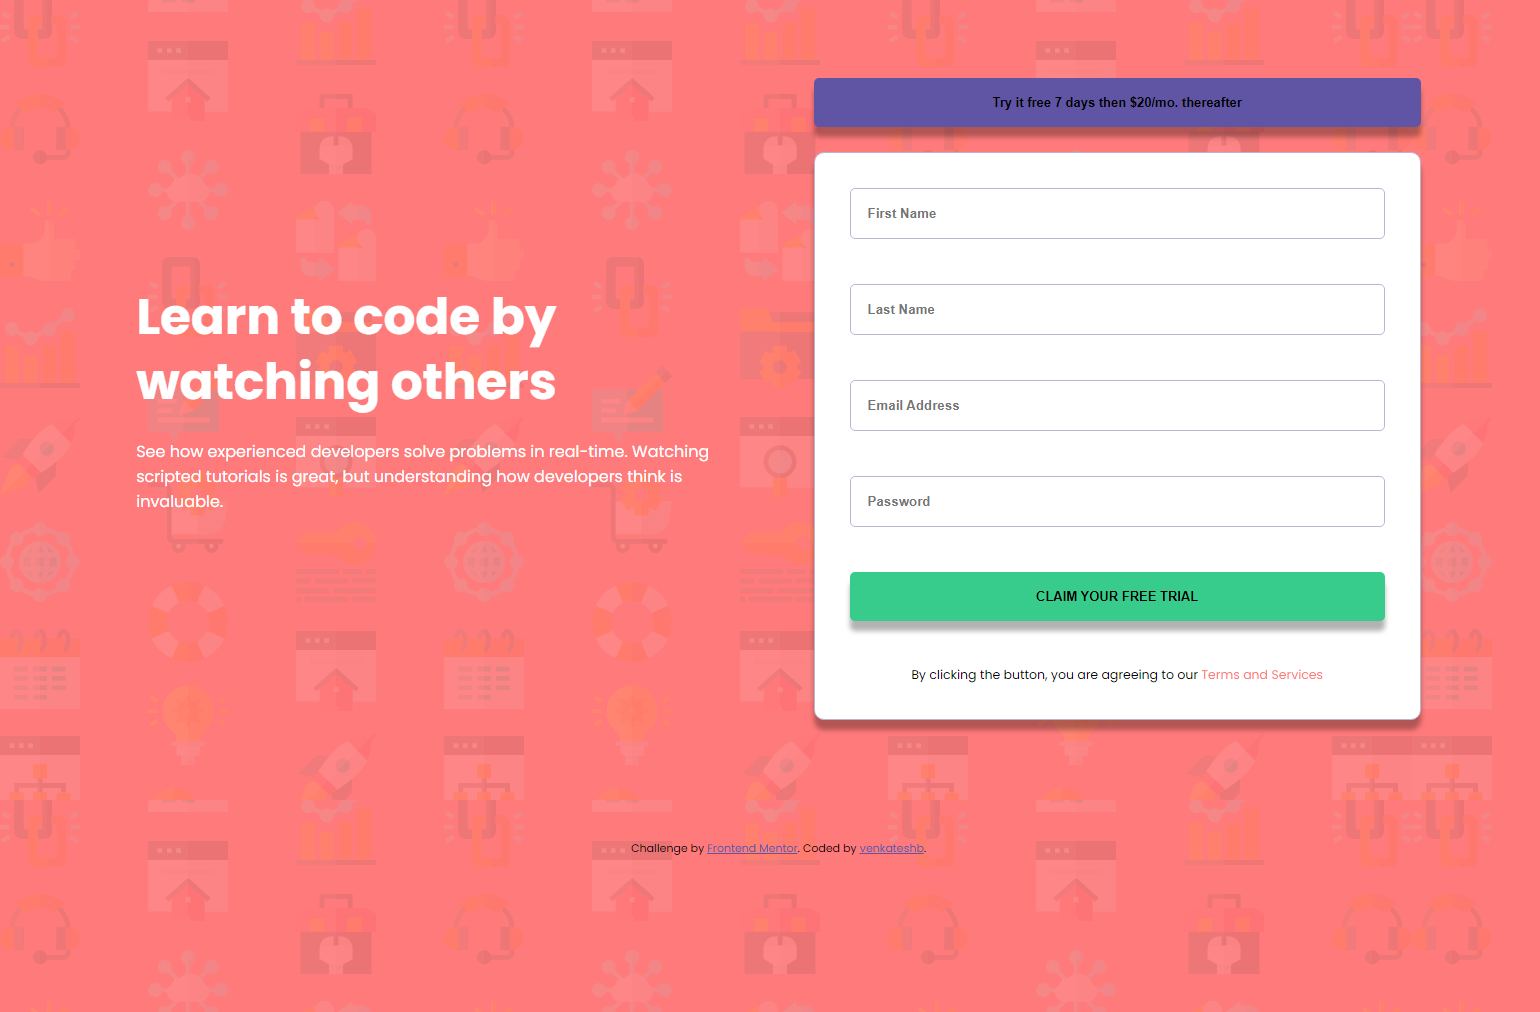 Try it free 7 days then $20/mo. thereafter
Learn to code by
watching others
See how experienced developers solve problems in real-time. Watching
scripted tutorials is great, but understanding how developers think is
invaluable.
First Name
Last Name
Email Address
Password
CLAIM YOUR FREE TRIAL
By clicking the button, you are agreeing to our Terms and Services
Challenge by Frontend Mentor. Coded by venkateshb.